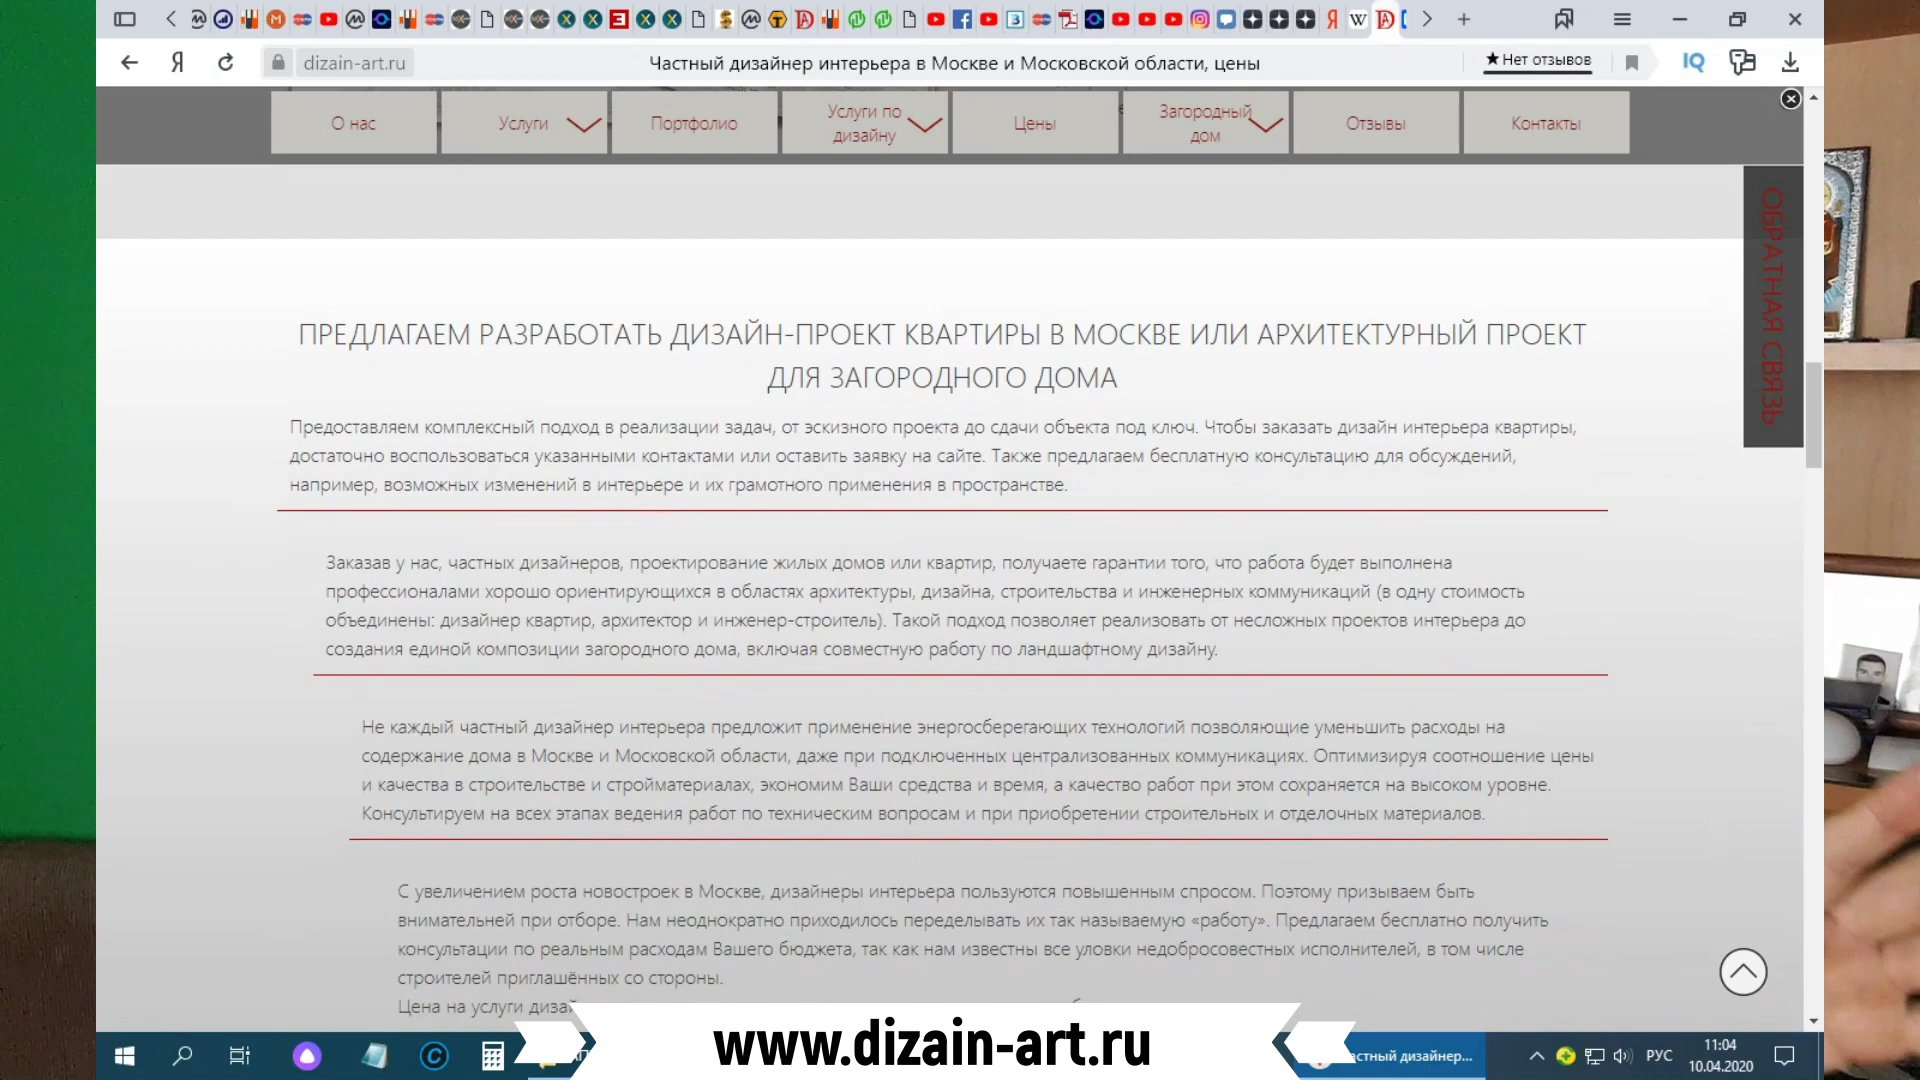 dizain-art.ru
Частный дизайнер интерьера в Москве и Московской области, цены
★ Нет отзывов
О нас
Услуги
Портфолио
Услуги по
дизайну
Цены
Загородный
дом
Отзывы
Контакты
ОБРАТНАЯ СВЯЗЬ
ПРЕДЛАГАЕМ РАЗРАБОТАТЬ ДИЗАЙН-ПРОЕКТ КВАРТИРЫ В МОСКВЕ ИЛИ АРХИТЕКТУРНЫЙ ПРОЕКТ
ДЛЯ ЗАГОРОДНОГО ДОМА
Предоставляем комплексный подход в реализации задач, от эскизного проекта до сдачи объекта под ключ. Чтобы заказать дизайн интерьера квартиры,
достаточно воспользоваться указанными контактами или оставить заявку на сайте. Также предлагаем бесплатную консультацию для обсуждений,
например, возможных изменений в интерьере и их грамотного применения в пространстве.
Заказав у нас, частных дизайнеров, проектирование жилых домов или квартир, получаете гарантии того, что работа будет выполнена
профессионалами хорошо ориентирующихся в областях архитектуры, дизайна, строительства и инженерных коммуникаций (в одну стоимость
объединены: дизайнер квартир, архитектор и инженер-строитель). Такой подход позволяет реализовать от несложных проектов интерьера до
создания единой композиции загородного дома, включая совместную работу по ландшафтному дизайну.
Не каждый частный дизайнер интерьера предложит применение энергосберегающих технологий позволяющие уменьшить расходы на
содержание дома в Москве и Московской области, даже при подключенных централизованных коммуникациях. Оптимизируя соотношение цены
и качества в строительстве и стройматериалах, экономим Ваши средства и время, а качество работ при этом сохраняется на высоком уровне.
Консультируем на всех этапах ведения работ по техническим вопросам и при приобретении строительных и отделочных материалов.
С увеличением роста новостроек в Москве, дизайнеры интерьера пользуются повышенным спросом. Поэтому призываем быть
внимательней при отборе. Нам неоднократно приходилось переделывать их так называемую «работу». Предлагаем бесплатно получить
консультации по реальным расходам Вашего бюджета, так как нам известны все уловки недобросовестных исполнителей, в том числе
строителей приглашённых со стороны.
Цена на услуги
www.dizain-art.ru
астный дизайнер...
РУС
11:04
10.04.2020